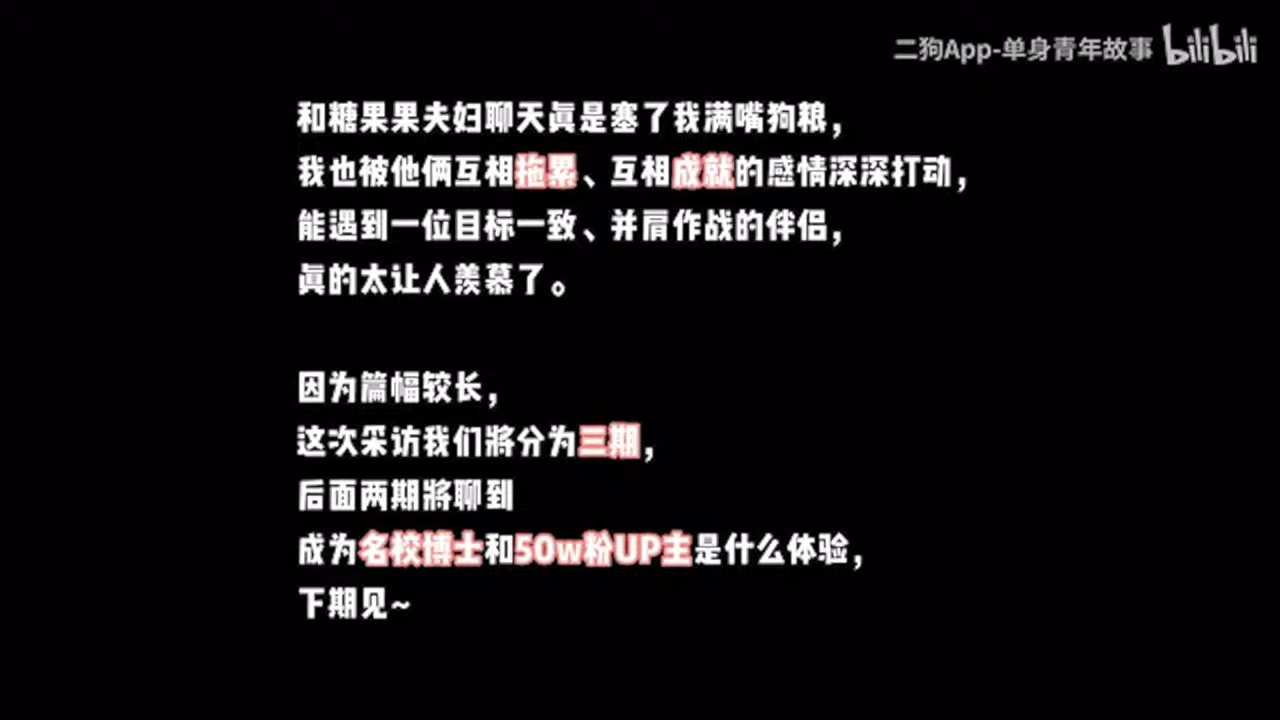 二狗App-单身青年故事 bilibili
和糖果果夫妇聊天真是塞了我满嘴狗粮，
我也被他俩互相拖累、互相成就的感情深深打动，
能遇到一位目标一致、并肩作战的伴侣，
真的太让人羡慕了。
因为篇幅较长，
这次采访我们将分为三期，
后面两期将聊到
成为名校博士和50w粉UP主是什么体验，
下期见~